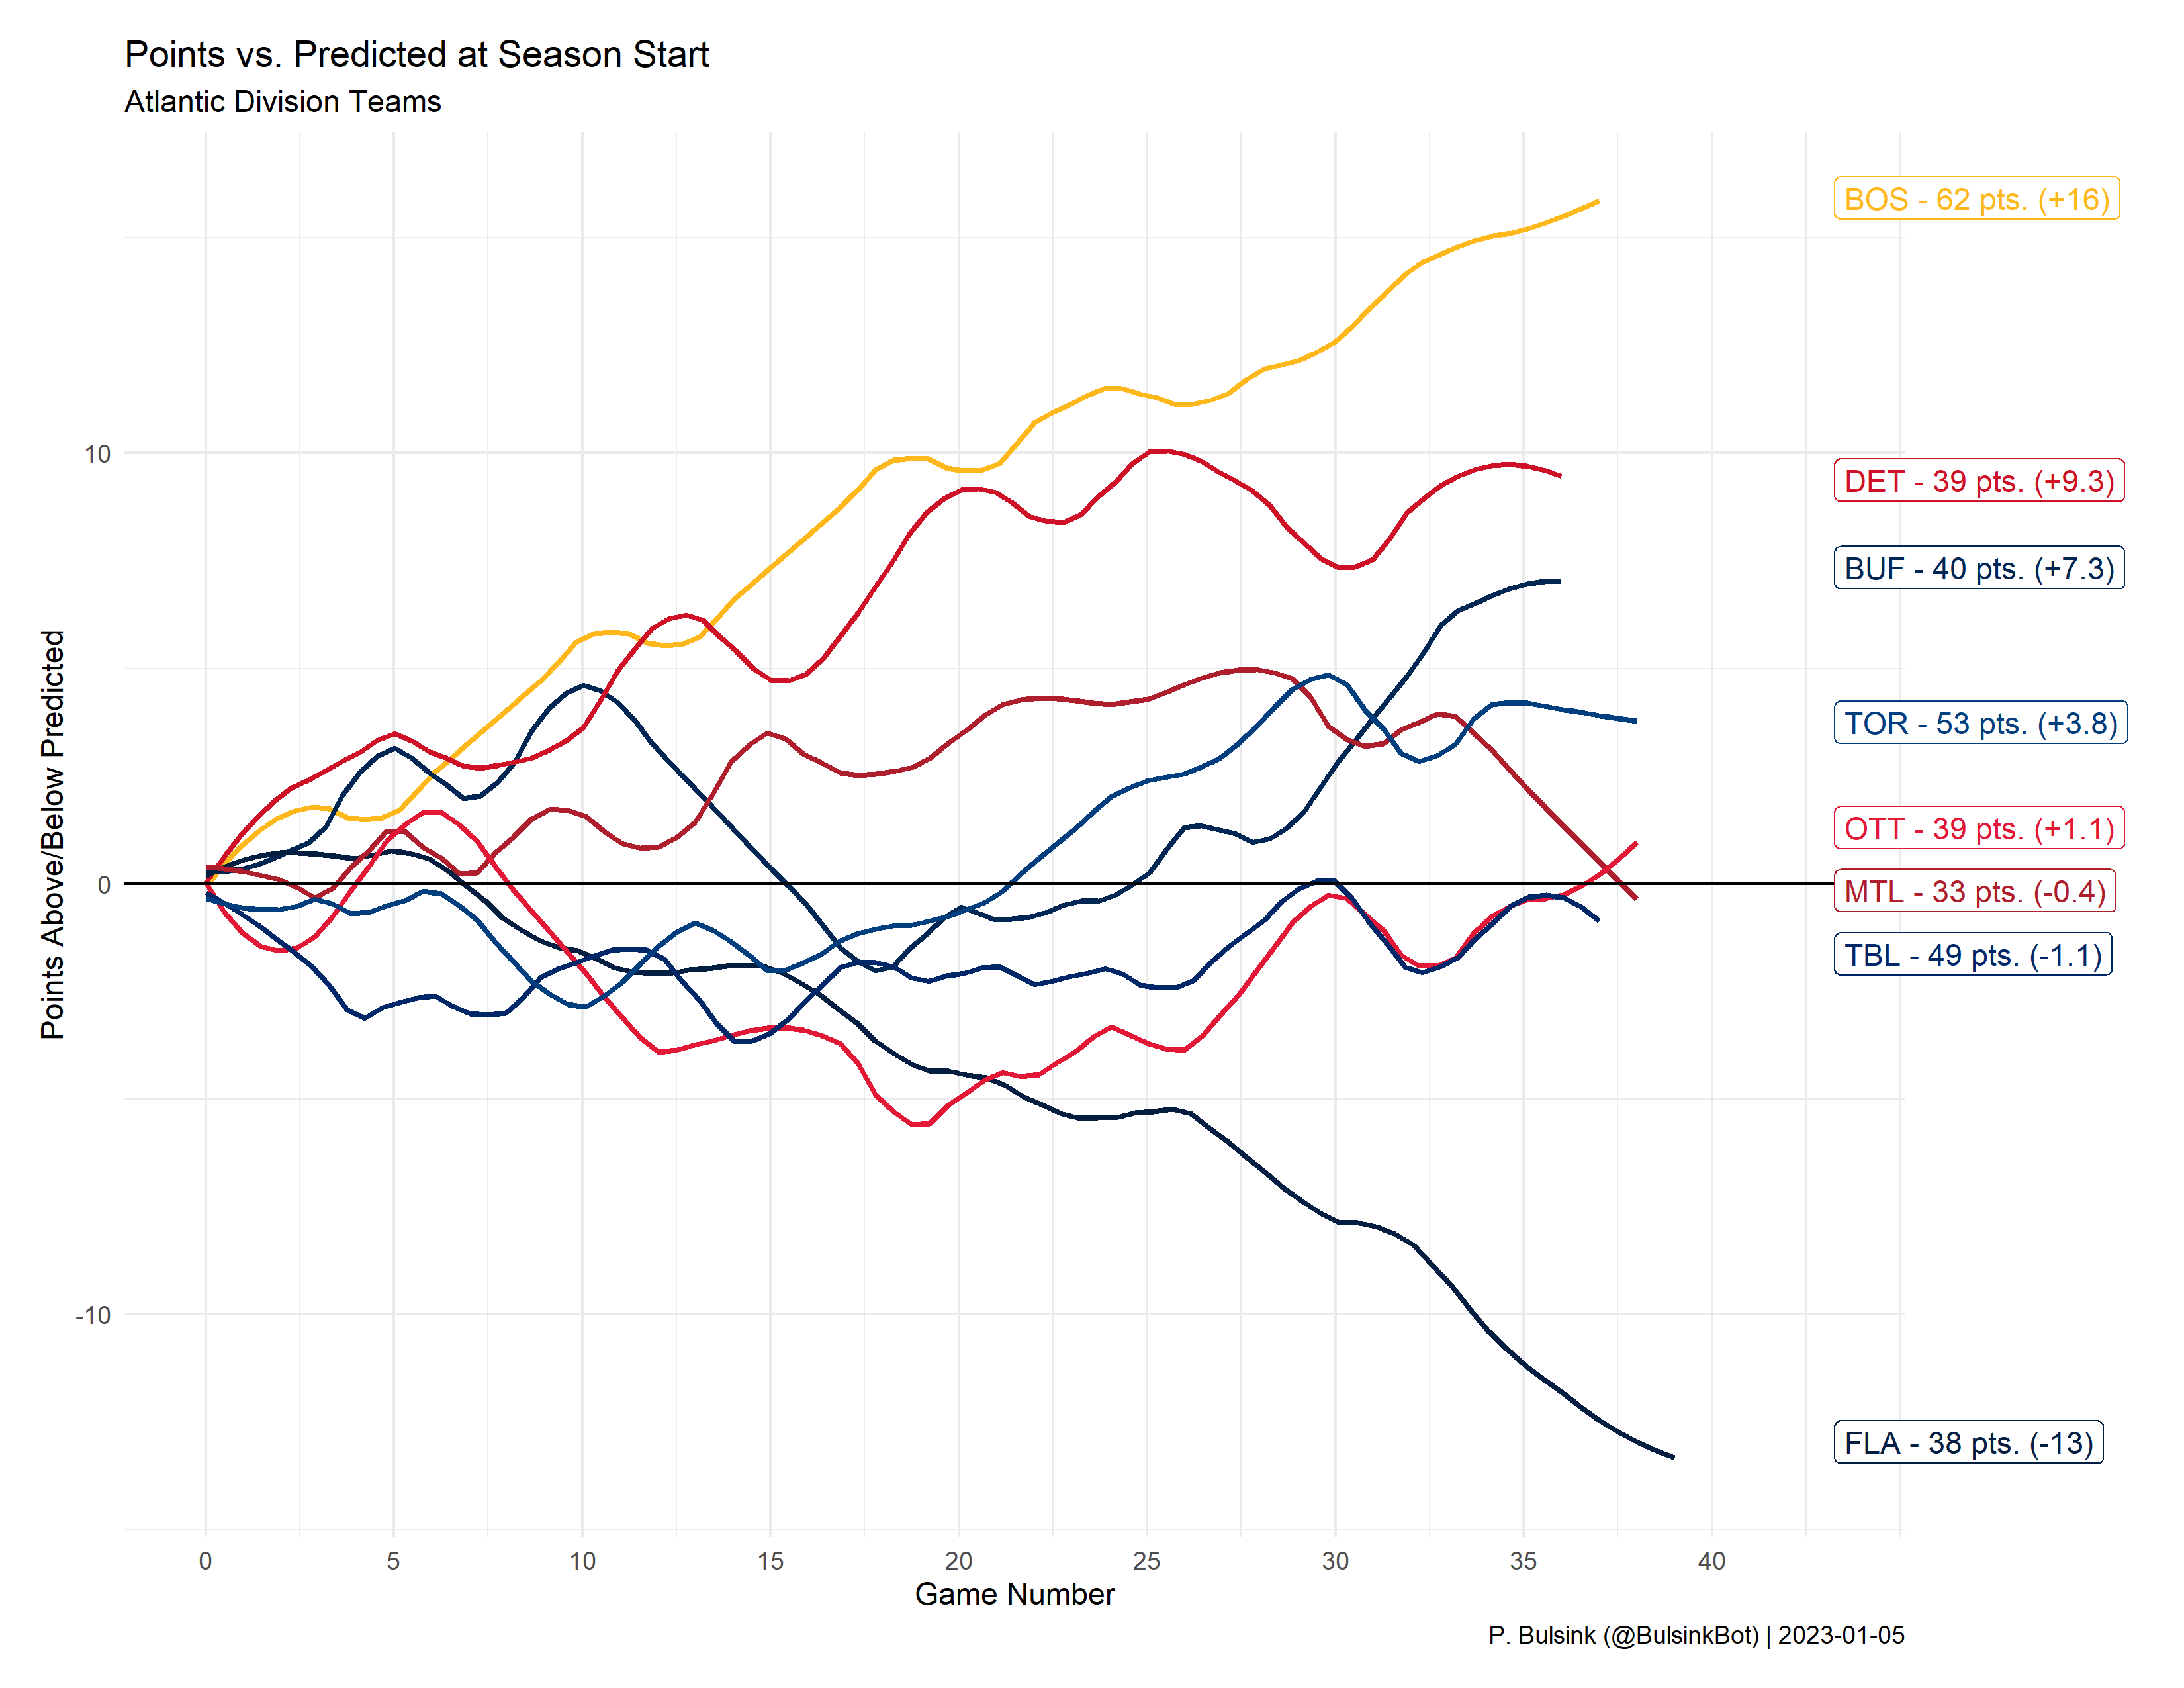 Points vs. Predicted at Season Start
Atlantic Division Teams
Points Above/Below Predicted
10
0
-10
BOS - 62 pts. (+16)
DET - 39 pts. (+9.3)
BUF - 40 pts. (+7.3)
TOR - 53 pts. (+3.8)
OTT - 39 pts. (+1.1)
MTL - 33 pts. (-0.4)
TBL - 49 pts. (-1.1)
FLA - 38 pts. (-13)
0 5 10 15 20 25 30 35 40
Game Number
P. Bulsink (@BulsinkBot) | 2023-01-05